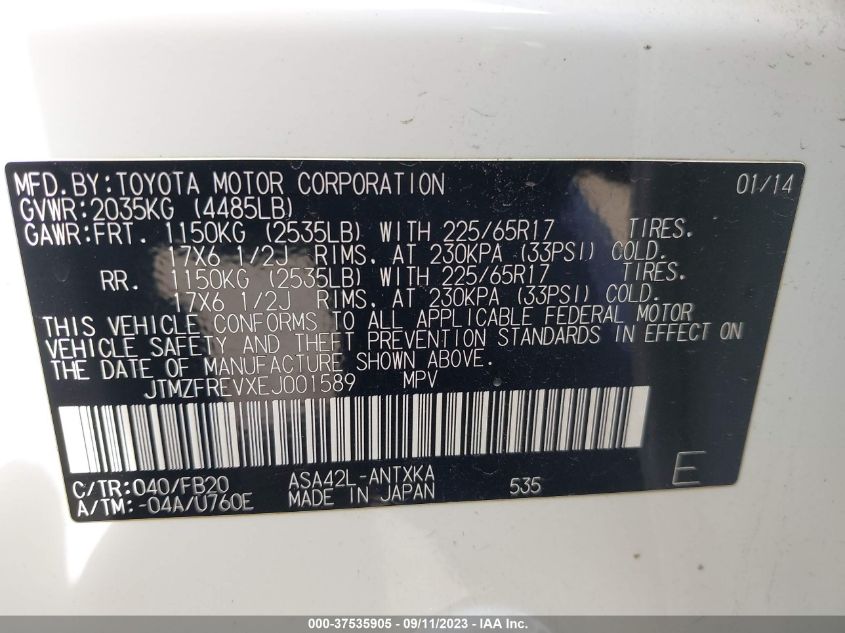 MFD.BY:TOYOTA MOTOR CORPORATION 01/14
GVWR:2035KG (4485LB)
GAWR:FRT. 1150KG (2535LB) WITH 225/65R17 TIRES.
17X6 1/2J RIMS. AT 230KPA (33PSI) COLD.
RR. 1150KG (2535LB) WITH 225/65R17 TIRES.
17X6 1/2J RIMS. AT 230KPA (33PSI) COLD.
THIS VEHICLE CONFORMS TO ALL APPLICABLE FEDERAL MOTOR
VEHICLE SAFETY AND THEFT PREVENTION STANDARDS IN EFFECT ON
THE DATE OF MANUFACTURE SHOWN ABOVE.
JTMZFREVXEJ001589 MPV
C/TR:040/FB20 ASA42L-ANTXKA 535 E
A/TM:-04A/U760E MADE IN JAPAN
000-37535905 - 09/11/2023 - IAA Inc.